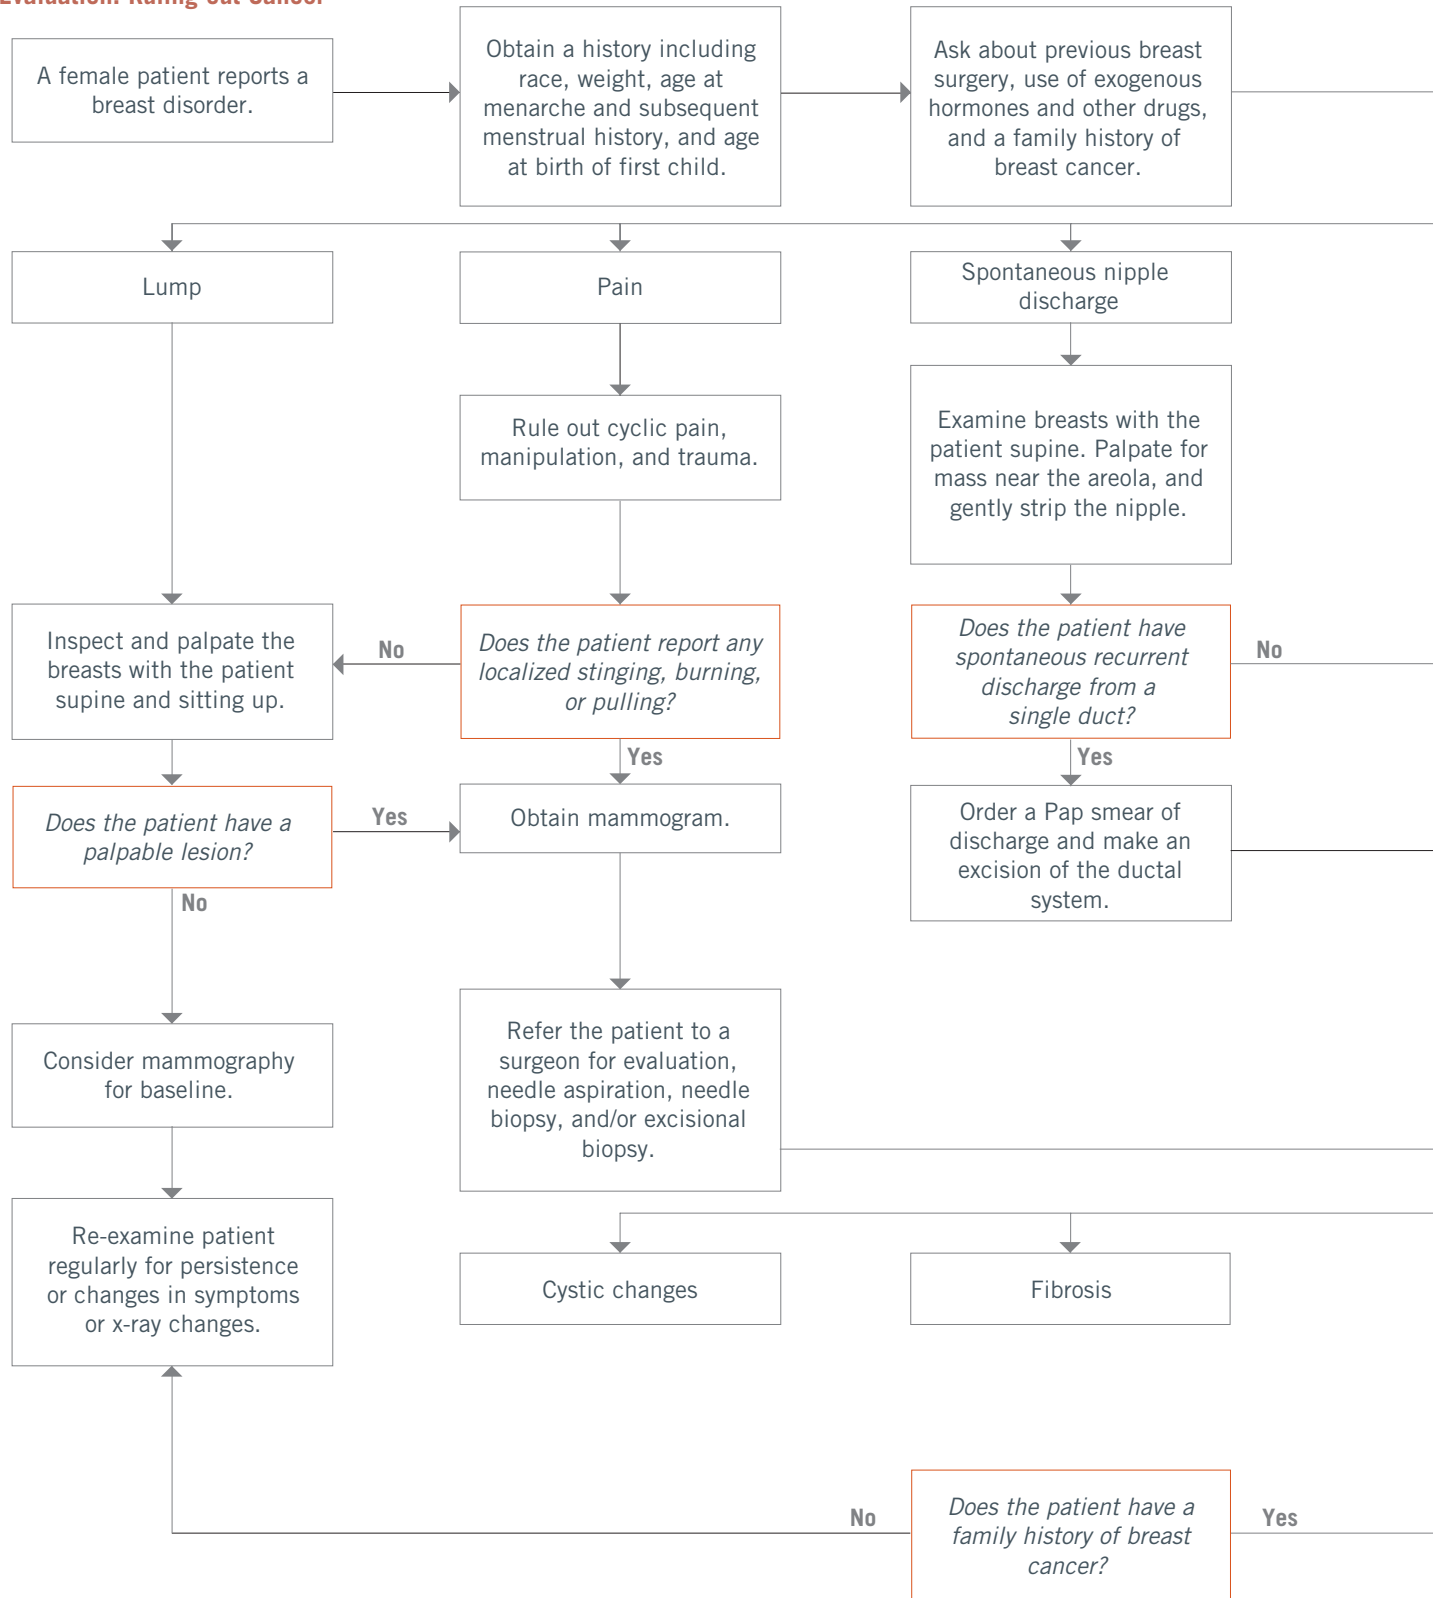 Evaluation: Ruling out Cancer
A female patient reports a
breast disorder.
Obtain a history including
race, weight, age at
menarche and subsequent
menstrual history, and age
at birth of first child.
Ask about previous breast
surgery, use of exogenous
hormones and other drugs,
and a family history of
breast cancer.
Lump
Pain
Spontaneous nipple
discharge
Rule out cyclic pain,
manipulation, and trauma.
Examine breasts with the
patient supine. Palpate for
mass near the areola, and
gently strip the nipple.
Inspect and palpate the
breasts with the patient
supine and sitting up.
No
Does the patient report any
localized stinging, burning,
or pulling?
Does the patient have
spontaneous recurrent
discharge from a
single duct?
No
Yes
Yes
Does the patient have a
palpable lesion?
Yes
Obtain mammogram.
Order a Pap smear of
discharge and make an
excision of the ductal
system.
No
Consider mammography
for baseline.
Refer the patient to a
surgeon for evaluation,
needle aspiration, needle
biopsy, and/or excisional
biopsy.
Re-examine patient
regularly for persistence
or changes in symptoms
or x-ray changes.
Cystic changes
Fibrosis
No
Does the patient have a
family history of breast
cancer?
Yes